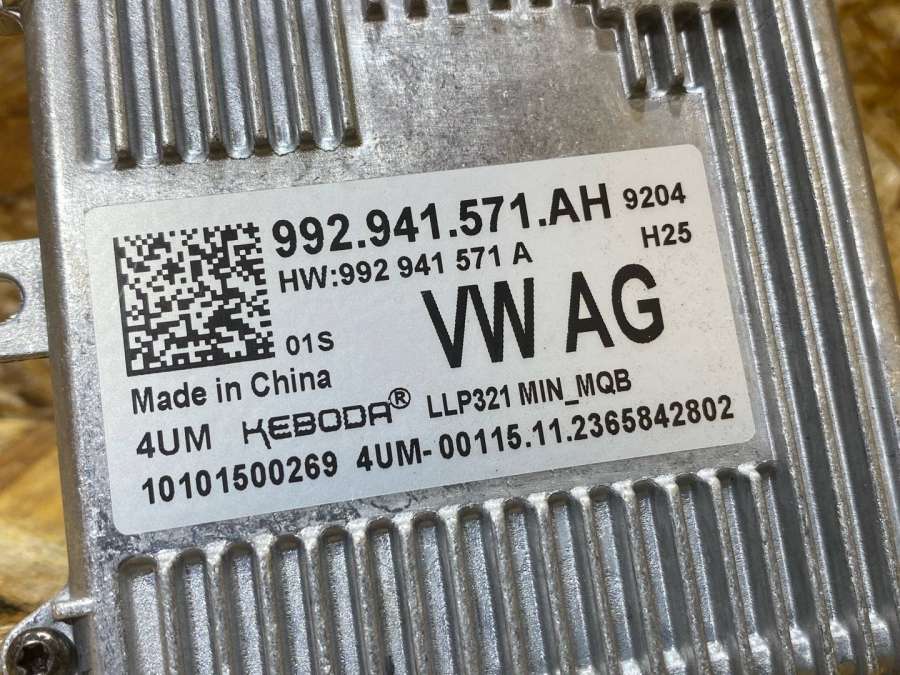 992.941.571.AH 9204
HW:992 941 571 A H25
VW AG
01S
Made in China
4UM KEBODA® LLP321 MIN_MQB
10101500269 4UM-00115.11.2365842802